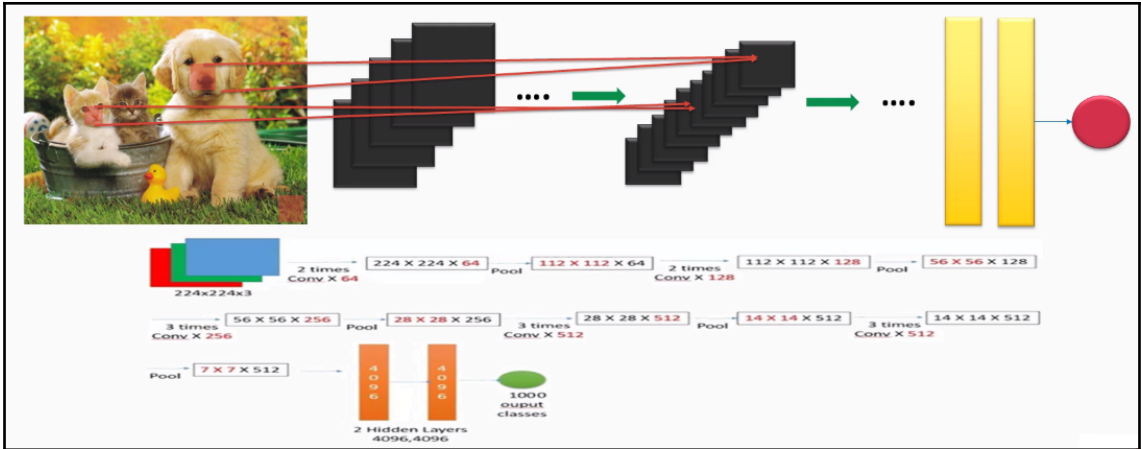 224x224x3
2 times
Conv X 64
224 X 224 X 64
Pool
112 X 112 X 64
2 times
Conv X 128
112 X 112 X 128
Pool
56 X 56 X 128
3 times
Conv X 256
56 X 56 X 256
Pool
28 X 28 X 256
3 times
Conv X 512
28 X 28 X 512
Pool
14 X 14 X 512
3 times
Conv X 512
14 X 14 X 512
Pool
7 X 7 X 512
4096
4096
2 Hidden Layers
4096,4096
1000
ouput
classes